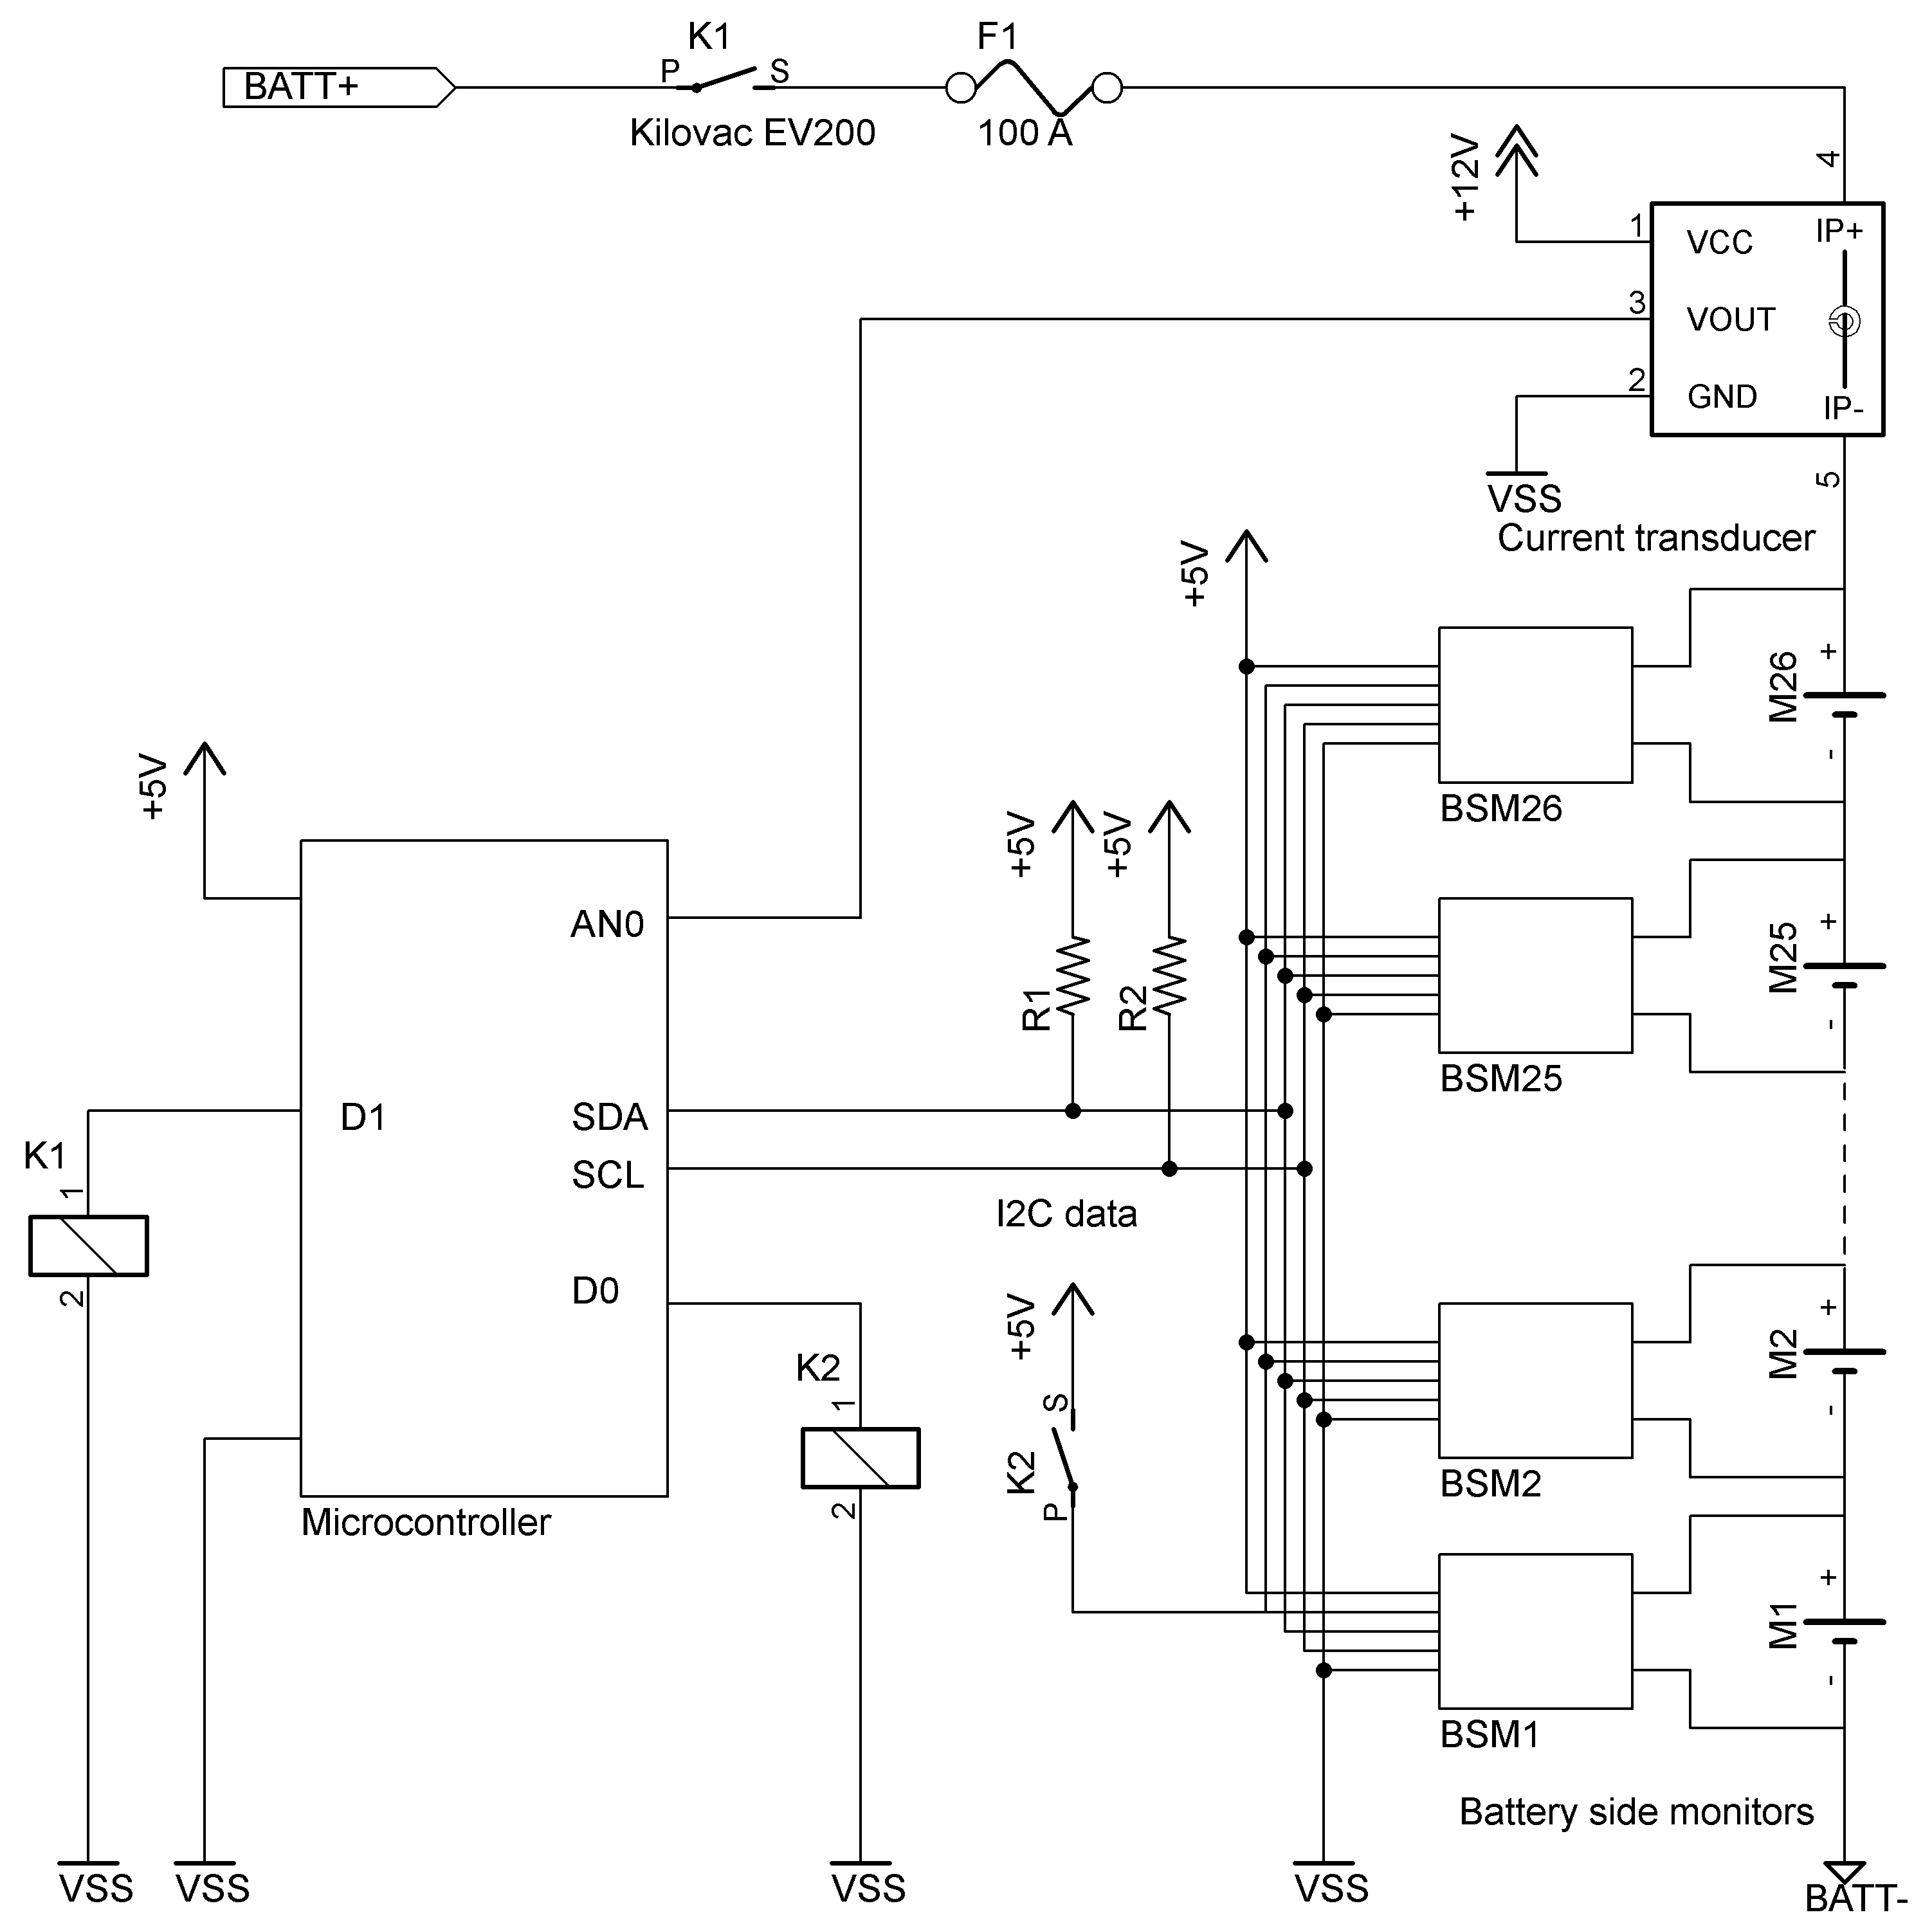 K1
F1
BATT+
P
S
Kilovac EV200
100 A
+12V
4
1
VCC
IP+
3
VOUT
2
GND
IP-
VSS
5
Current transducer
+5V
+
M26
-
BSM26
+5V
+5V
+5V
AN0
+
M25
-
R1
R2
BSM25
D1
SDA
K1
1
SCL
I2C data
2
D0
+5V
+
M2
-
K2
1
S
K2
P
2
BSM2
Microcontroller
+
M1
-
BSM1
Battery side monitors
VSS
VSS
VSS
VSS
BATT-